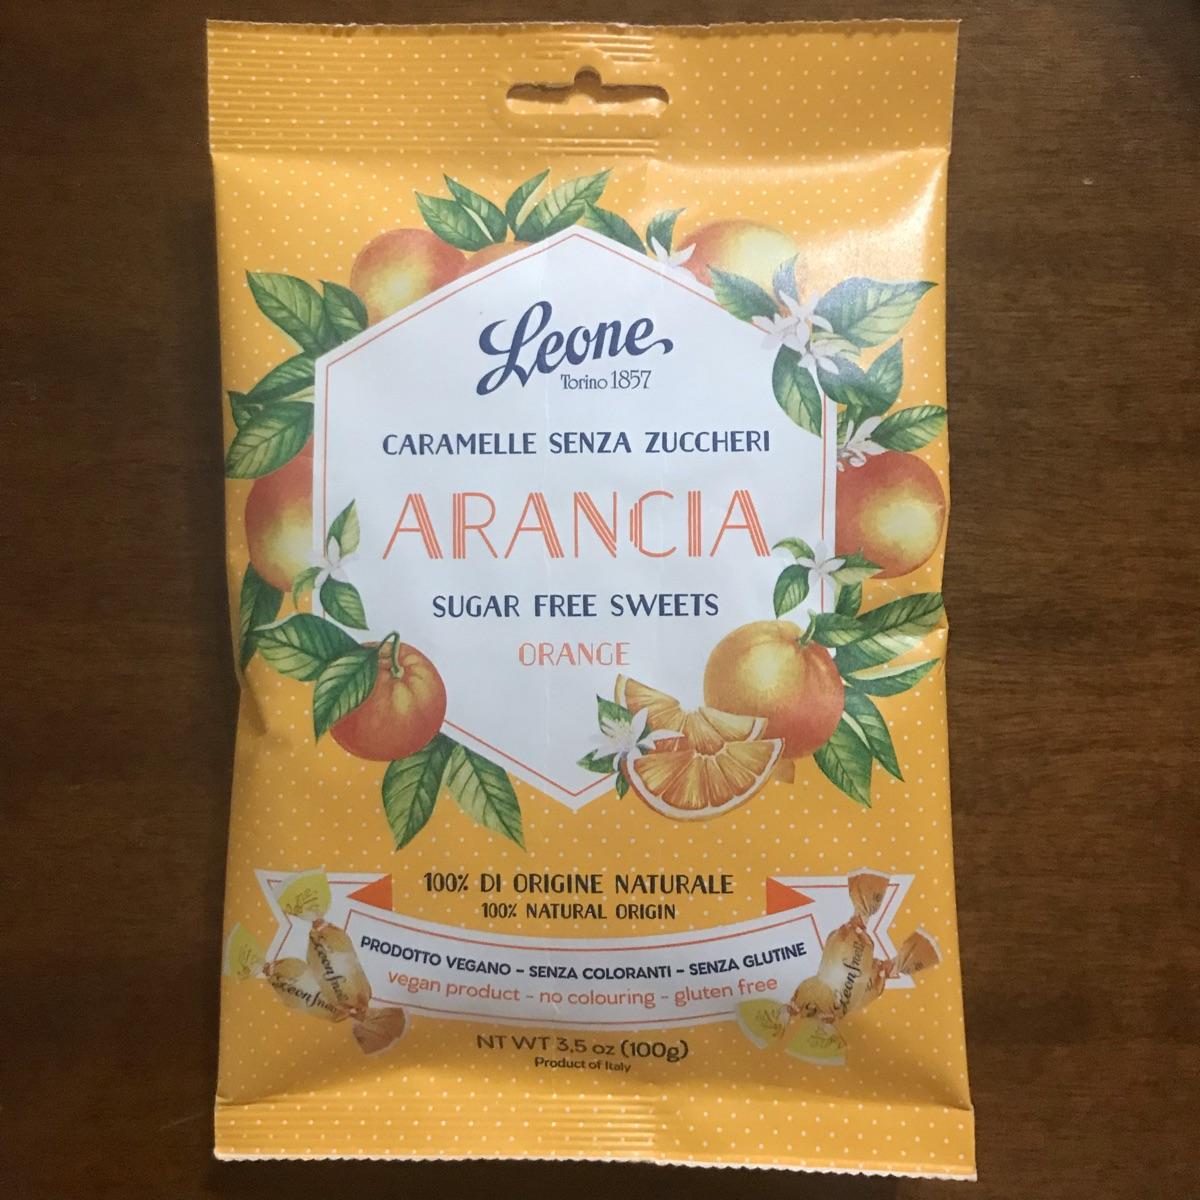 Leone
Torino 1857
CARAMELLE SENZA ZUCCHERI
ARANCIA
SUGAR FREE SWEETS
ORANGE
100% DI ORIGINE NATURALE
100% NATURAL ORIGIN
PRODOTTO VEGANO – SENZA COLORANTI – SENZA GLUTINE
vegan product - no colouring - gluten free
NT WT 3,5 oz (100g)
Product of Italy